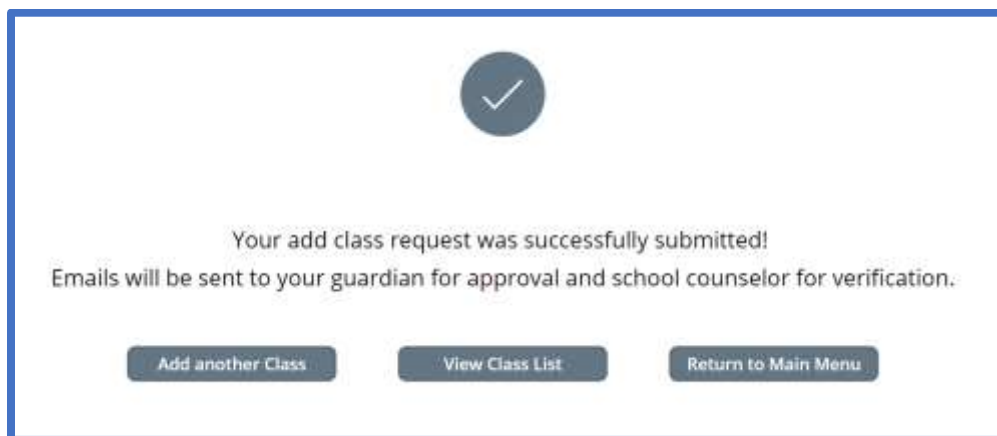 Your add class request was successfully submitted!
Emails will be sent to your guardian for approval and school counselor for verification.
Add another Class
View Class List
Return to Main Menu